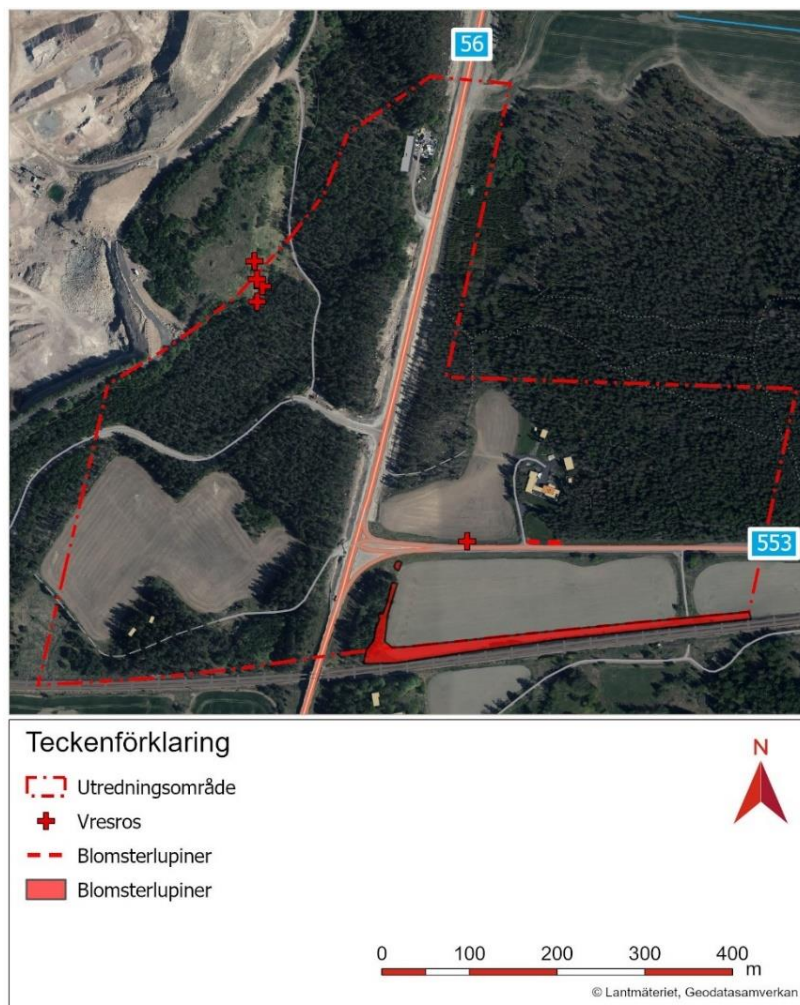 56
553
Teckenförklaring
Utredningsområde
Vresros
Blomsterlupiner
Blomsterlupiner
N
0 100 200 300 400
m
© Lantmäteriet, Geodatasamverkan